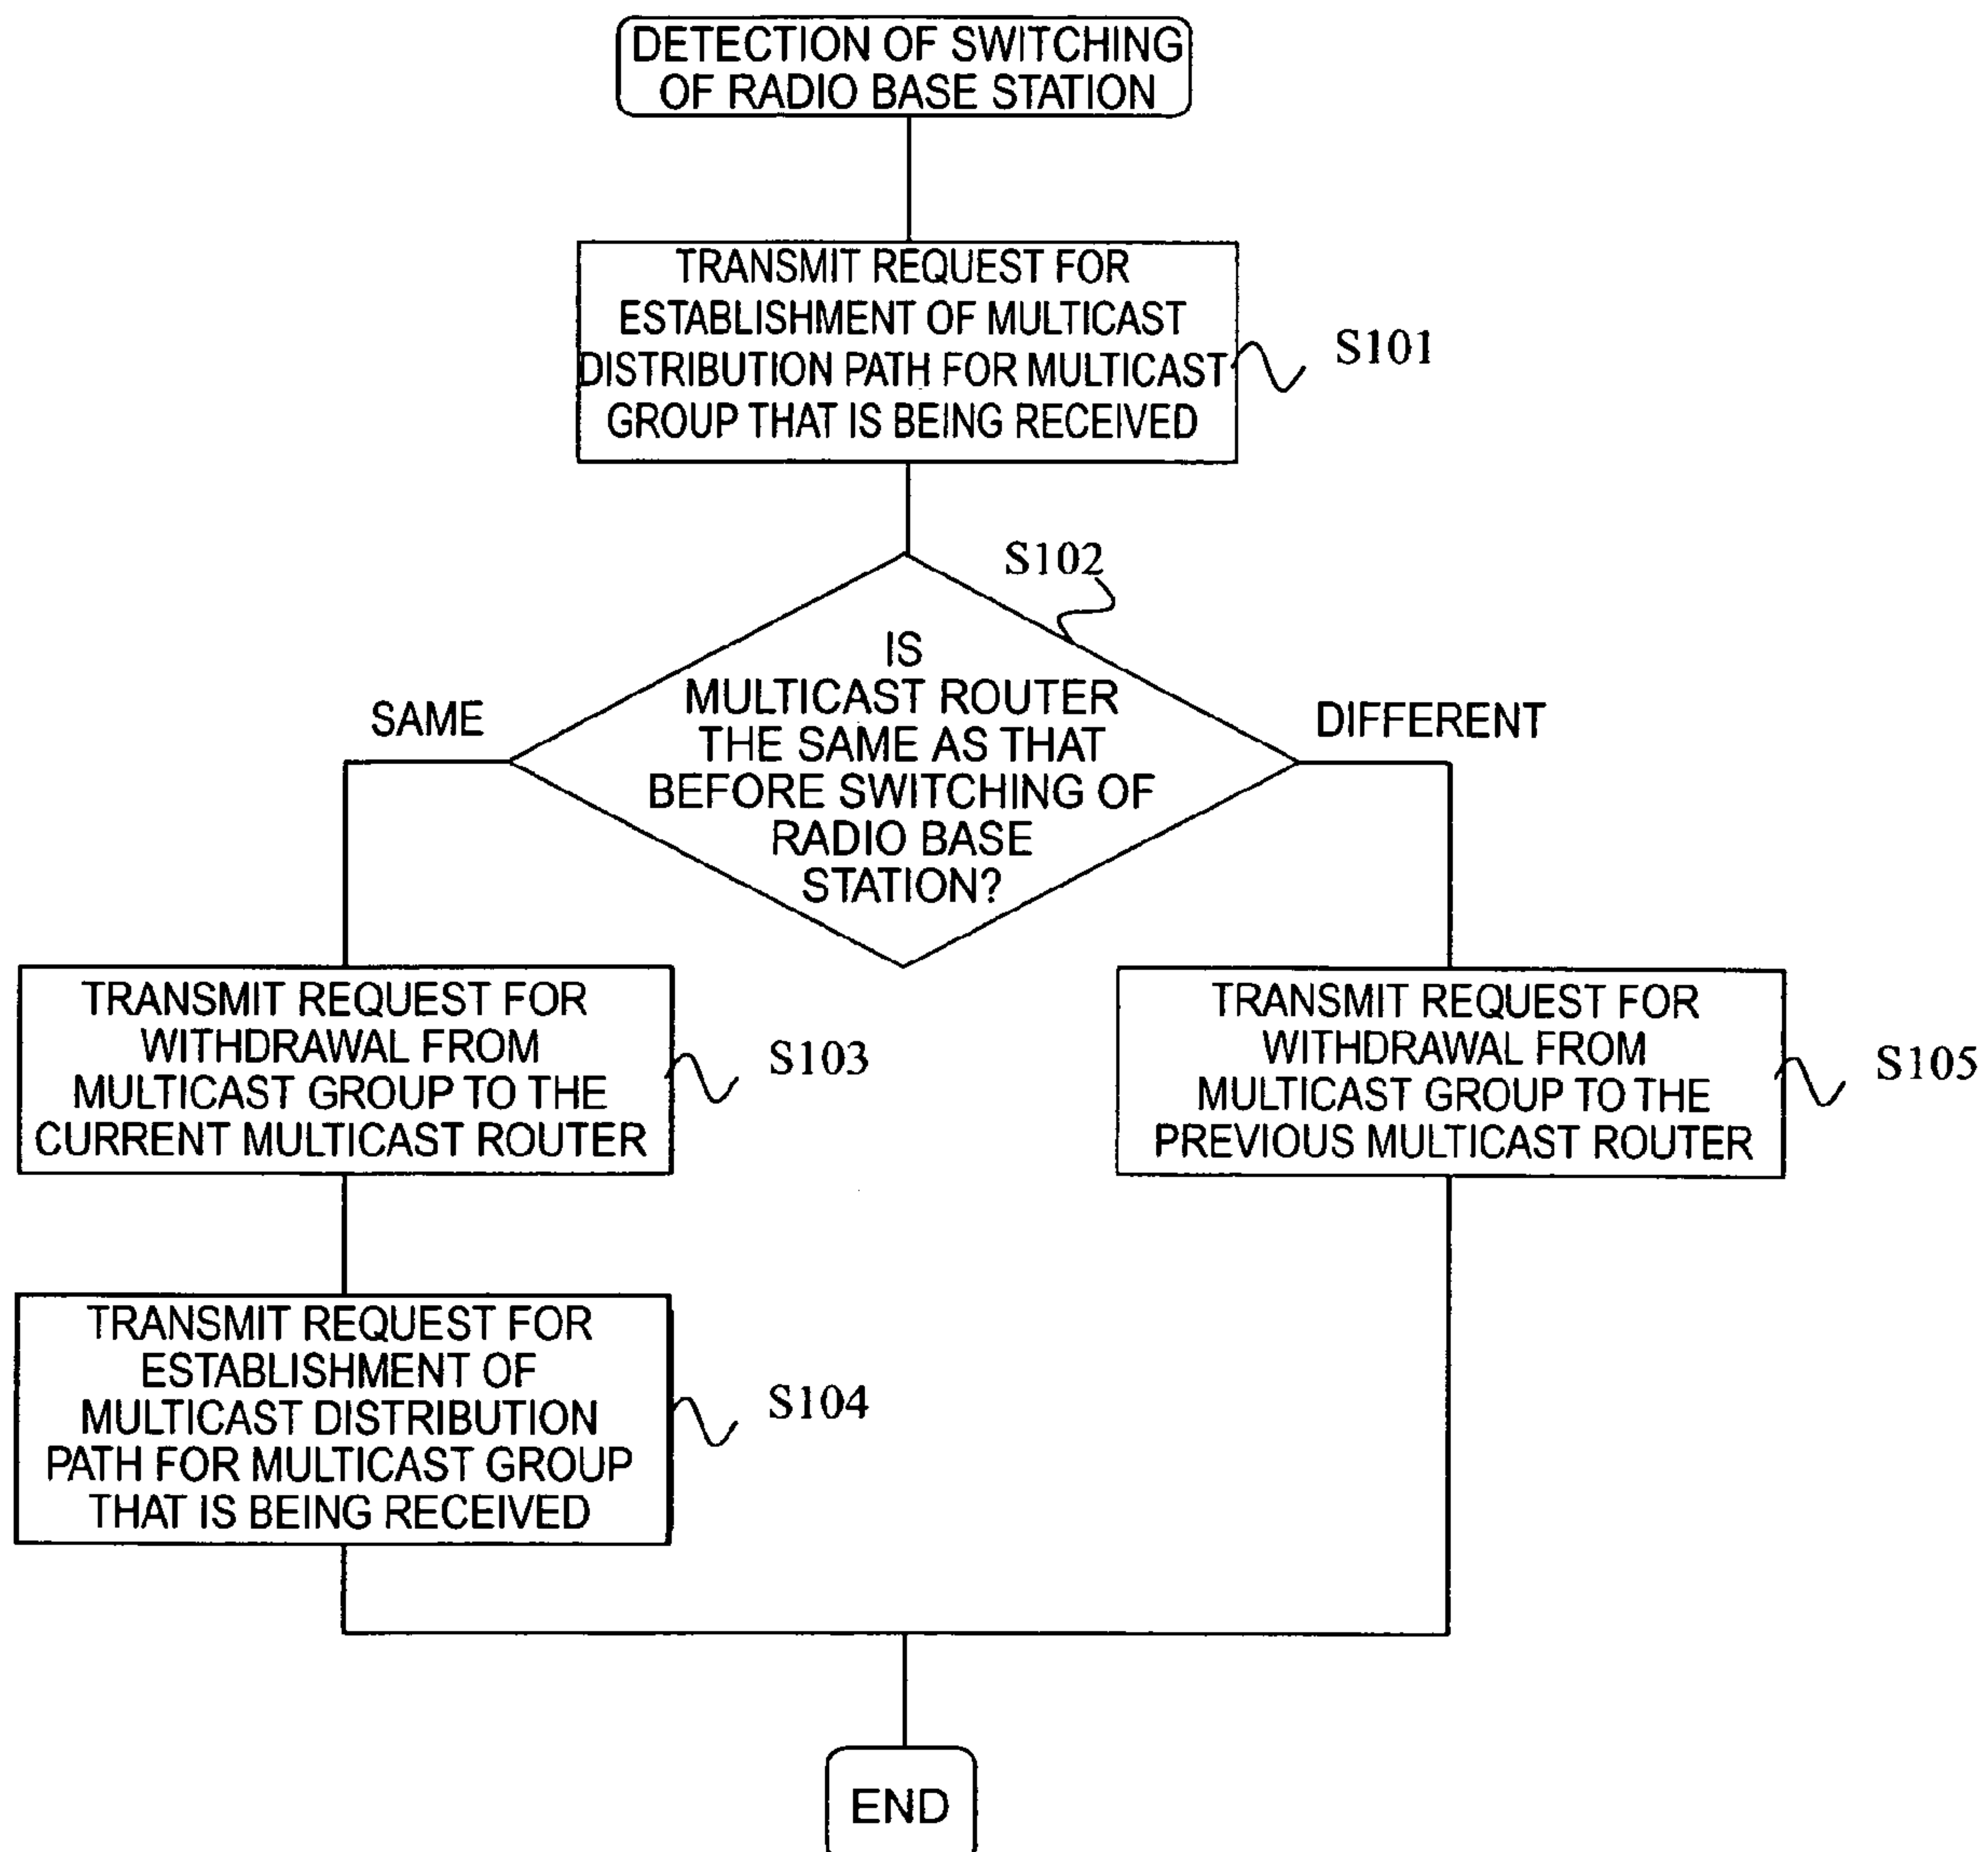 DETECTION OF SWITCHING
OF RADIO BASE STATION
TRANSMIT REQUEST FOR
ESTABLISHMENT OF MULTICAST
DISTRIBUTION PATH FOR MULTICAST
GROUP THAT IS BEING RECEIVED
S101
S102
IS
MULTICAST ROUTER
THE SAME AS THAT
BEFORE SWITCHING OF
RADIO BASE
STATION?
SAME
DIFFERENT
TRANSMIT REQUEST FOR
WITHDRAWAL FROM
MULTICAST GROUP TO THE
CURRENT MULTICAST ROUTER
S103
TRANSMIT REQUEST FOR
WITHDRAWAL FROM
MULTICAST GROUP TO THE
PREVIOUS MULTICAST ROUTER
S105
TRANSMIT REQUEST FOR
ESTABLISHMENT OF
MULTICAST DISTRIBUTION
PATH FOR MULTICAST GROUP
THAT IS BEING RECEIVED
S104
END